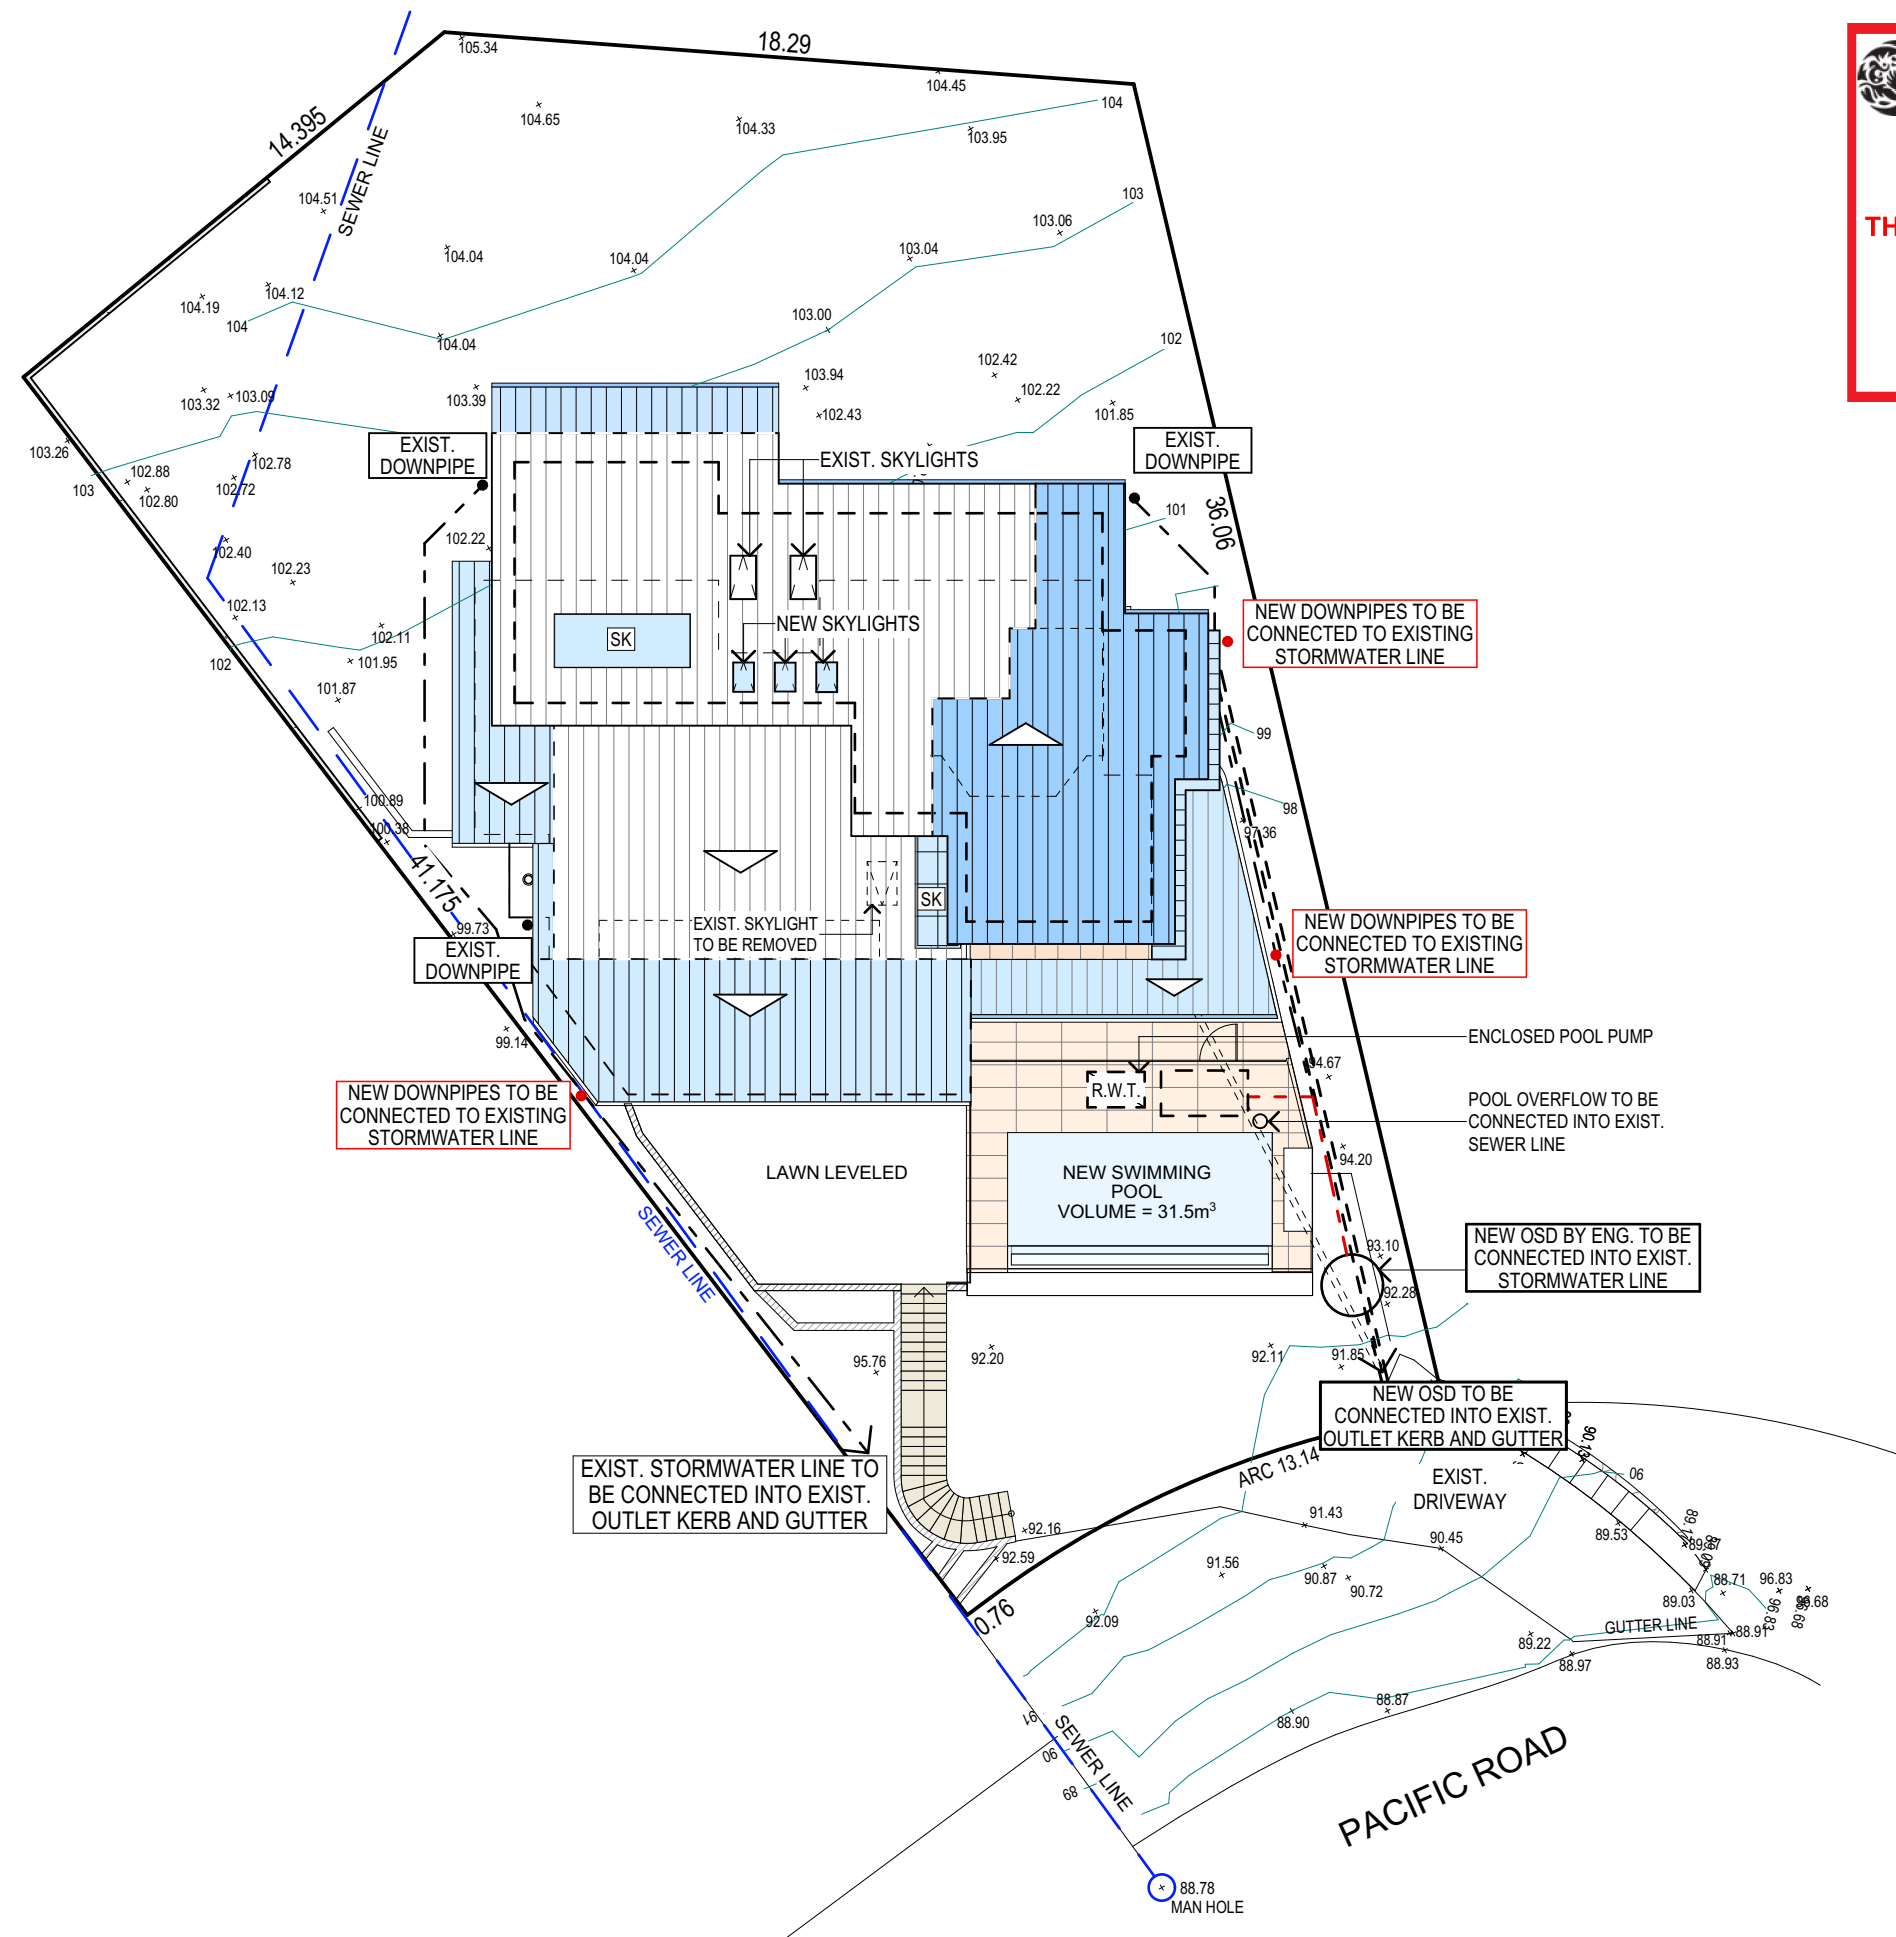 18.29
105.34
104.45
104
104.65
104.33
103.95
14.395
SEWER LINE
104.51
103
103.06
104.04
104.04
103.04
104.19
104.12
104
104.04
103.00
102
TH
103.32
103.09
103.39
103.94
102.42
102.22
102.43
101.85
103.26
EXIST.
DOWNPIPE
EXIST. SKYLIGHTS
EXIST.
DOWNPIPE
102.88
102.78
103
102.80
102.72
36.06
101
102.40
102.22
102.23
102.13
102.11
102
101.95
101.87
SK
NEW SKYLIGHTS
NEW DOWNPIPES TO BE
CONNECTED TO EXISTING
STORMWATER LINE
99
98
97.36
100.89
100.38
41.175
99.73
EXIST.
DOWNPIPE
EXIST. SKYLIGHT
TO BE REMOVED
SK
NEW DOWNPIPES TO BE
CONNECTED TO EXISTING
STORMWATER LINE
99.14
ENCLOSED POOL PUMP
94.67
R.W.T.
NEW DOWNPIPES TO BE
CONNECTED TO EXISTING
STORMWATER LINE
POOL OVERFLOW TO BE
CONNECTED INTO EXIST.
SEWER LINE
94.20
LAWN LEVELED
NEW SWIMMING
POOL
VOLUME = 31.5m³
SEWER LINE
93.10
NEW OSD BY ENG. TO BE
CONNECTED INTO EXIST.
STORMWATER LINE
92.28
95.76
92.20
92.11
91.85
NEW OSD TO BE
CONNECTED INTO EXIST.
OUTLET KERB AND GUTTER
EXIST. STORMWATER LINE TO
BE CONNECTED INTO EXIST.
OUTLET KERB AND GUTTER
ARC 13.14
EXIST.
DRIVEWAY
90.13
90
92.16
92.59
91.43
90.45
89.53
91.56
90.87
90.72
88.71
96.83
96.83
96.68
0.76
92.09
89.03
GUTTER LINE
89.22
88.91
88.91
88.97
88.93
88.87
88.90
91
90
89
SEWER LINE
PACIFIC ROAD
88.78
MAN HOLE